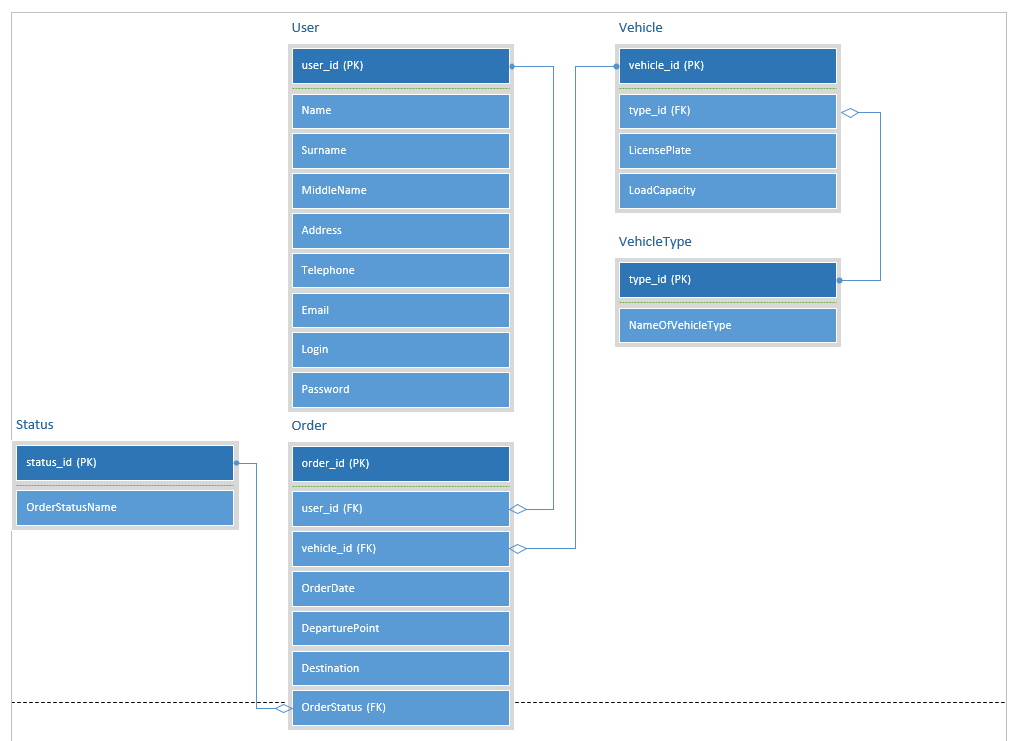 User
user_id (PK)
Name
Surname
MiddleName
Address
Telephone
Email
Login
Password
Vehicle
vehicle_id (PK)
type_id (FK)
LicensePlate
LoadCapacity
VehicleType
type_id (PK)
NameOfVehicleType
Status
status_id (PK)
OrderStatusName
Order
order_id (PK)
user_id (FK)
vehicle_id (FK)
OrderDate
DeparturePoint
Destination
OrderStatus (FK)